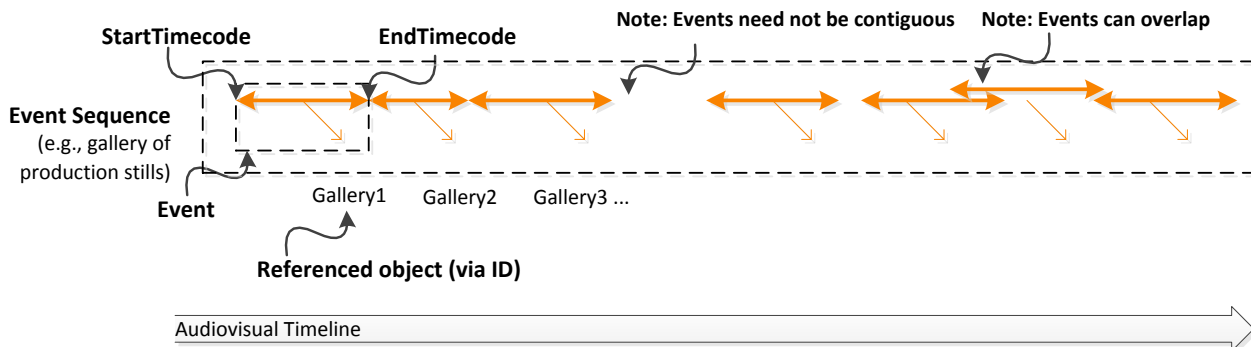 Note: Events need not be contiguous
Note: Events can overlap
StartTimecode
EndTimecode
Event Sequence
(e.g., gallery of
production stills)
Gallery1
Gallery2
Gallery3 ...
Event
Referenced object (via ID)
Audiovisual Timeline